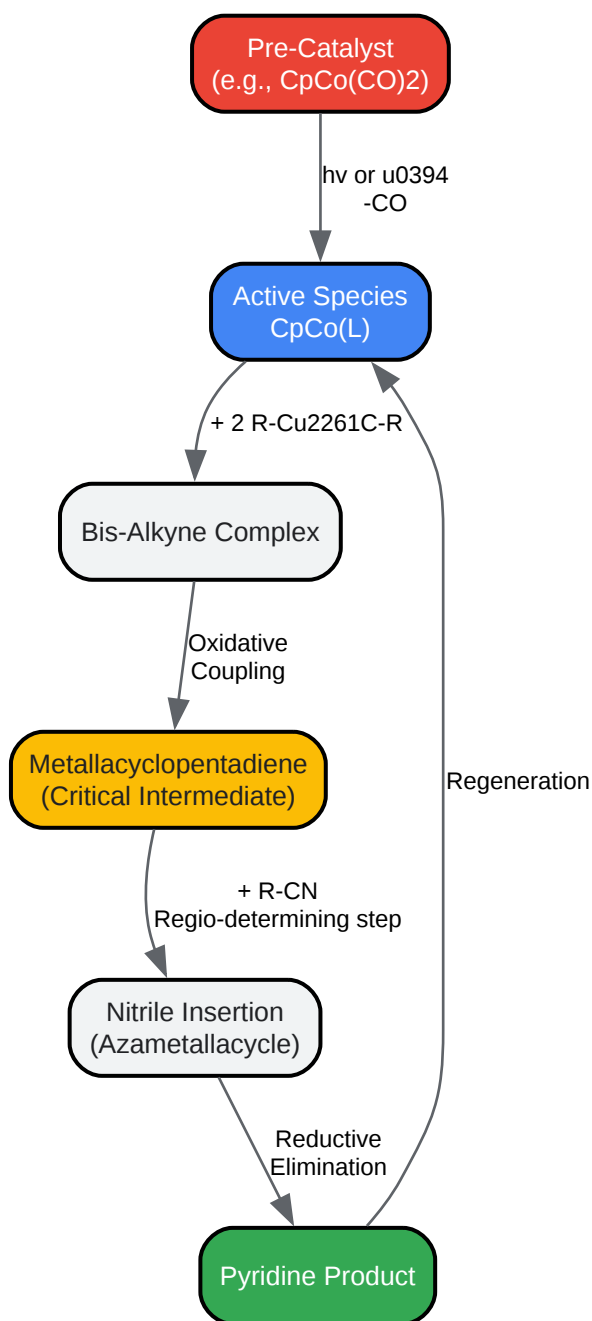 Pre-Catalyst
(e.g., CpCo(CO)2)
hv or u0394
-CO
Active Species
CpCo(L)
+ 2 R-Cu2261C-R
Bis-Alkyne Complex
Oxidative
Coupling
Metallacyclopentadiene
(Critical Intermediate)
Regeneration
+ R-CN
Regio-determining step
Nitrile Insertion
(Azametallacycle)
Reductive
Elimination
Pyridine Product